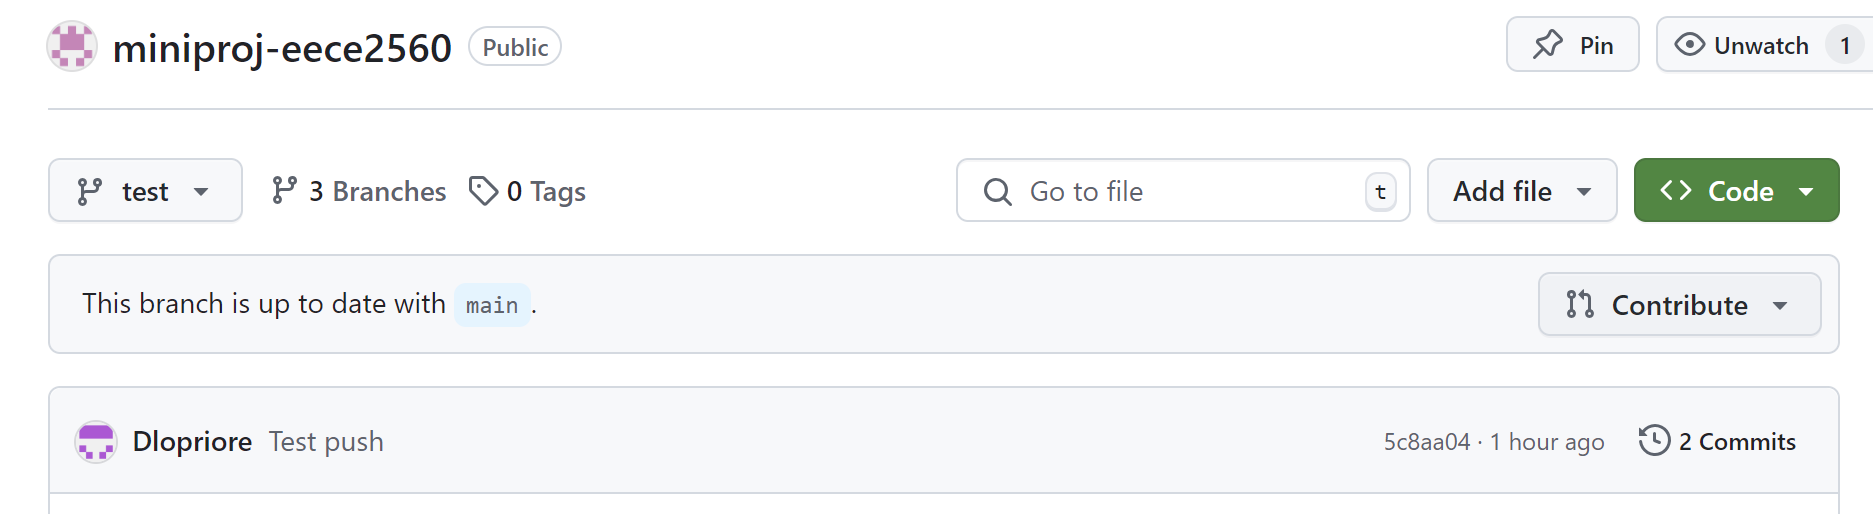 miniproj-eece2560 Public Pin Unwatch 1
test 3 Branches 0 Tags Go to file t Add file Code
This branch is up to date with main. Contribute
Dlopriore Test push 5c8aa04 · 1 hour ago 2 Commits